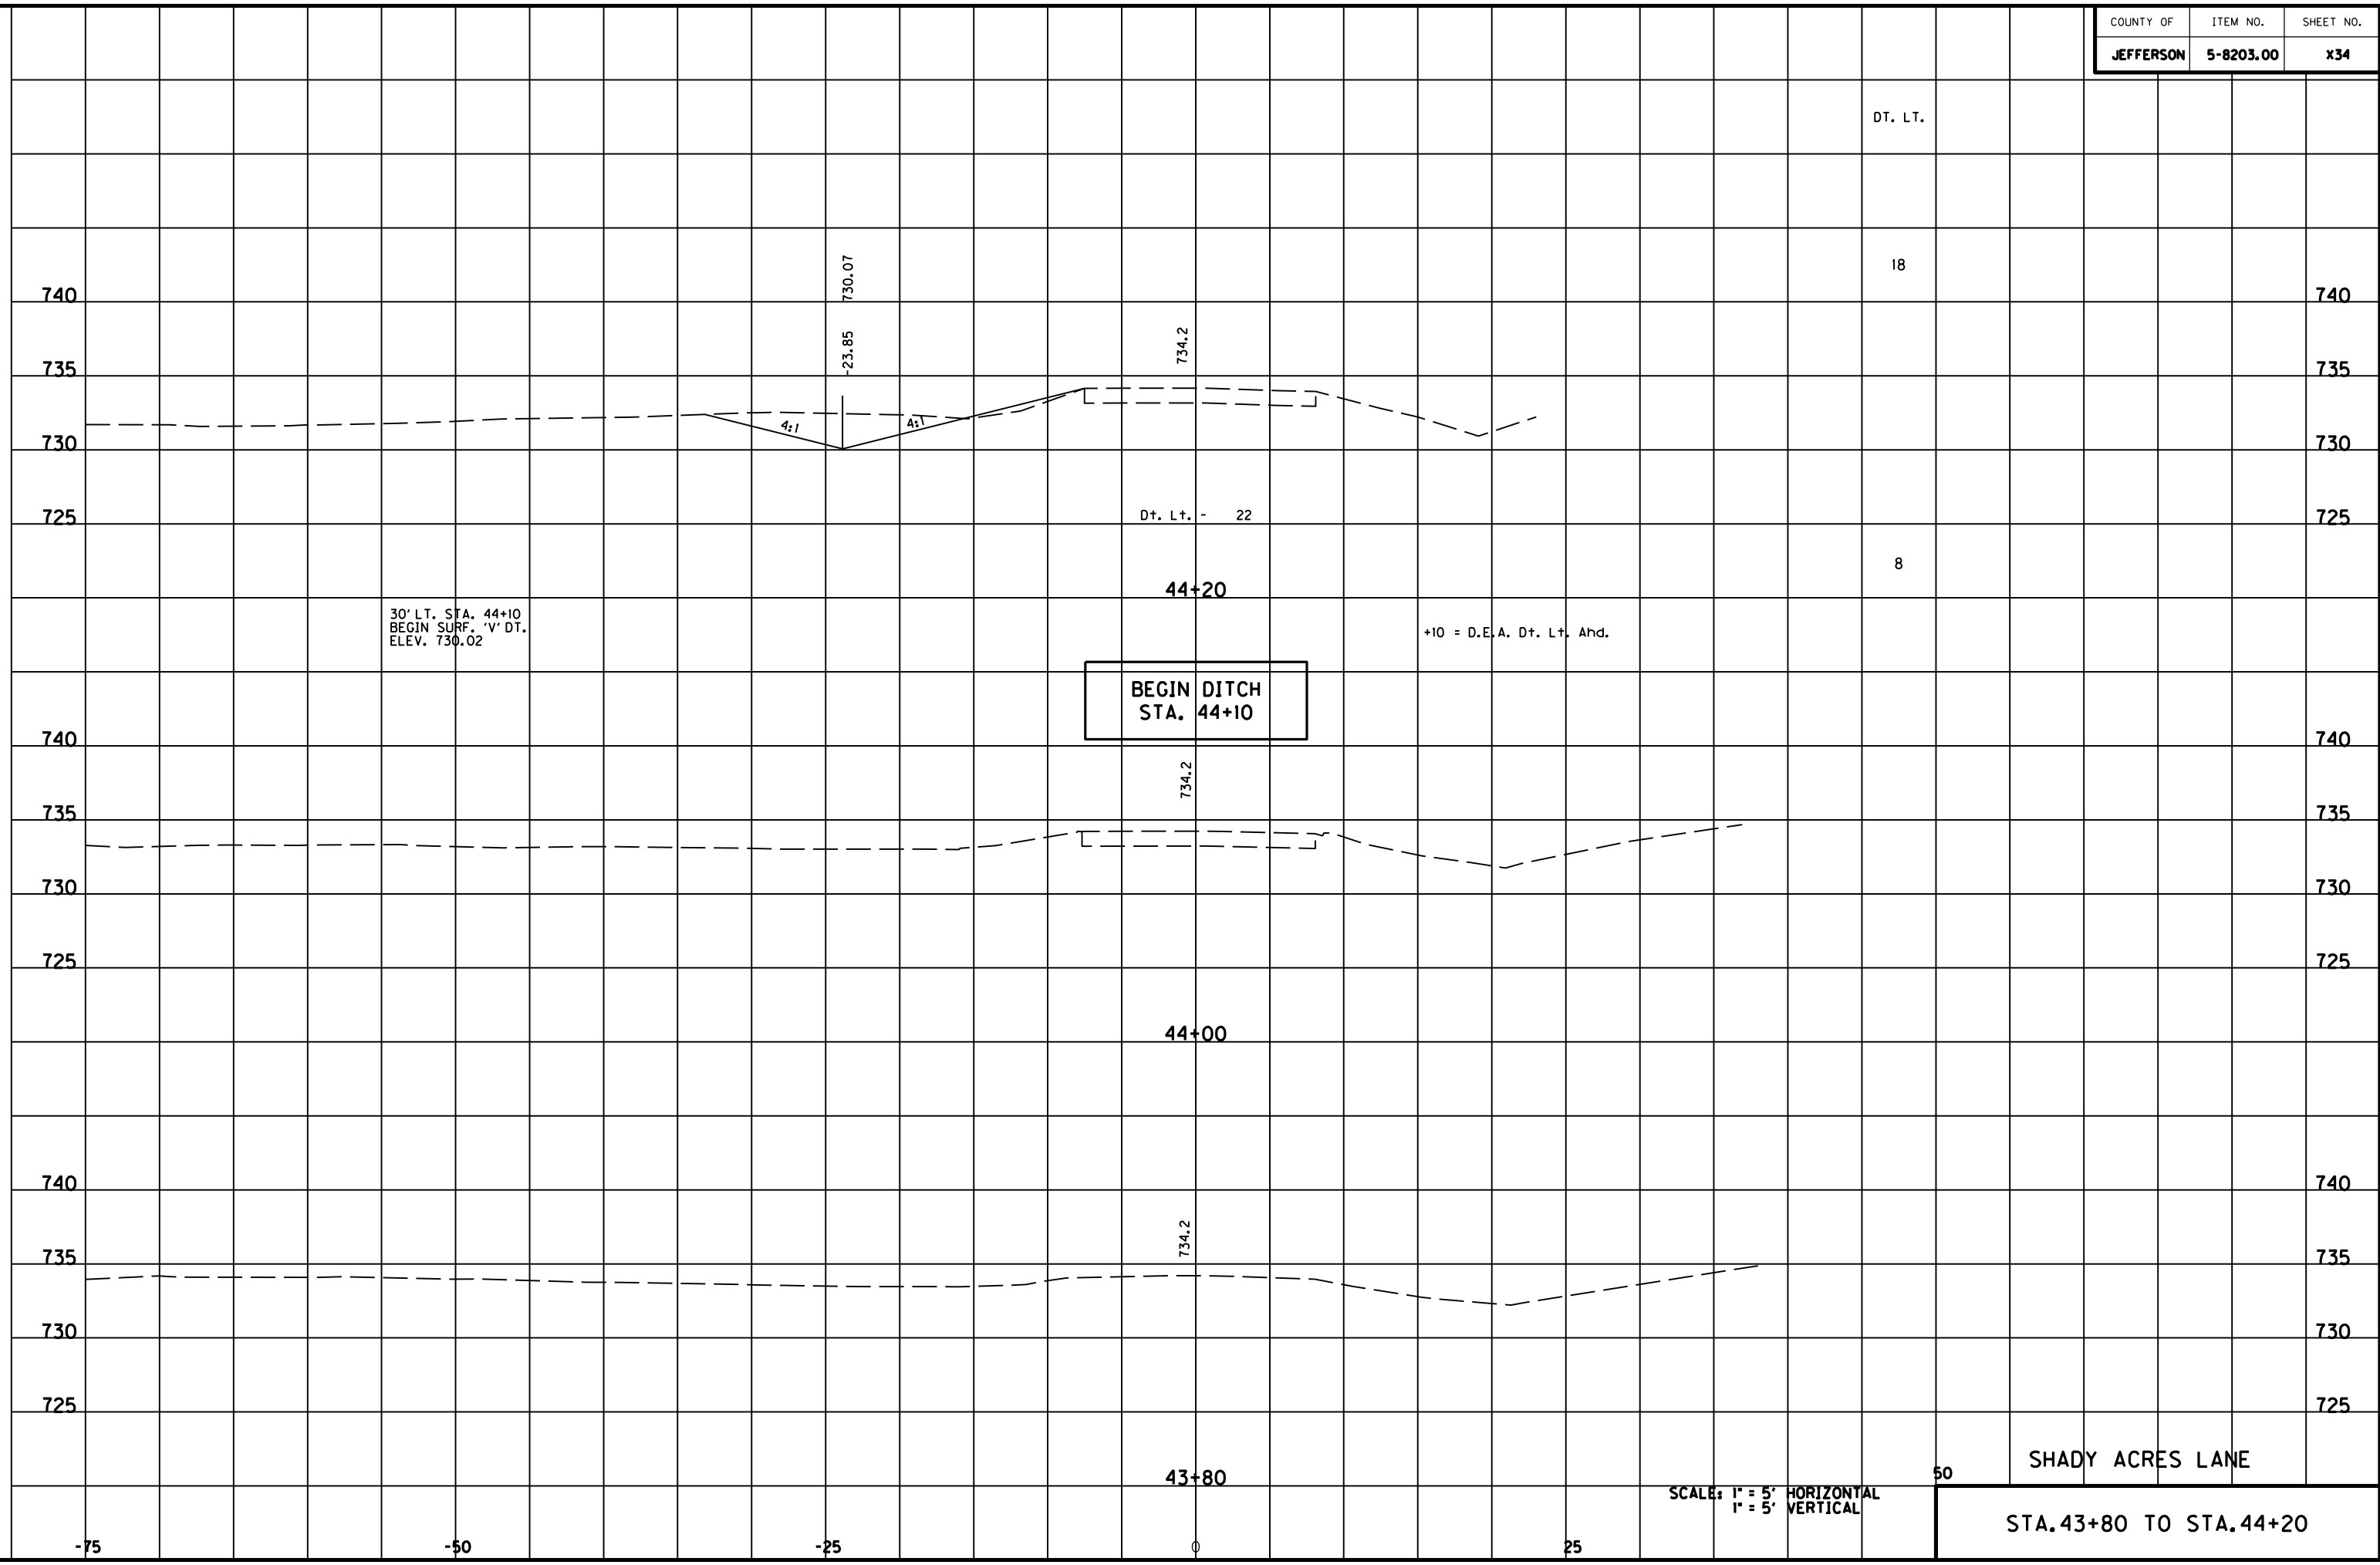 COUNTY OF ITEM NO. SHEET NO.
JEFFERSON 5-8203.00 X34
DT. LT.
730.07
18
740 740
-23.85
734.2
735 735
4:1 4:1
730 730
Dt. Lt. - 22
725 725
8
44+20
30' LT. STA. 44+10
BEGIN SURF. 'V' DT.
ELEV. 730.02
+10 = D.E.A. Dt. Lt. Ahd.
BEGIN DITCH
STA. 44+10
740 740
734.2
735 735
730 730
725 725
44+00
740 740
734.2
735 735
730 730
725 725
SHADY ACRES LANE
43+80
50
SCALE: 1" = 5' HORIZONTAL
1" = 5' VERTICAL
STA.43+80 TO STA.44+20
-75 -50 -25 0 25